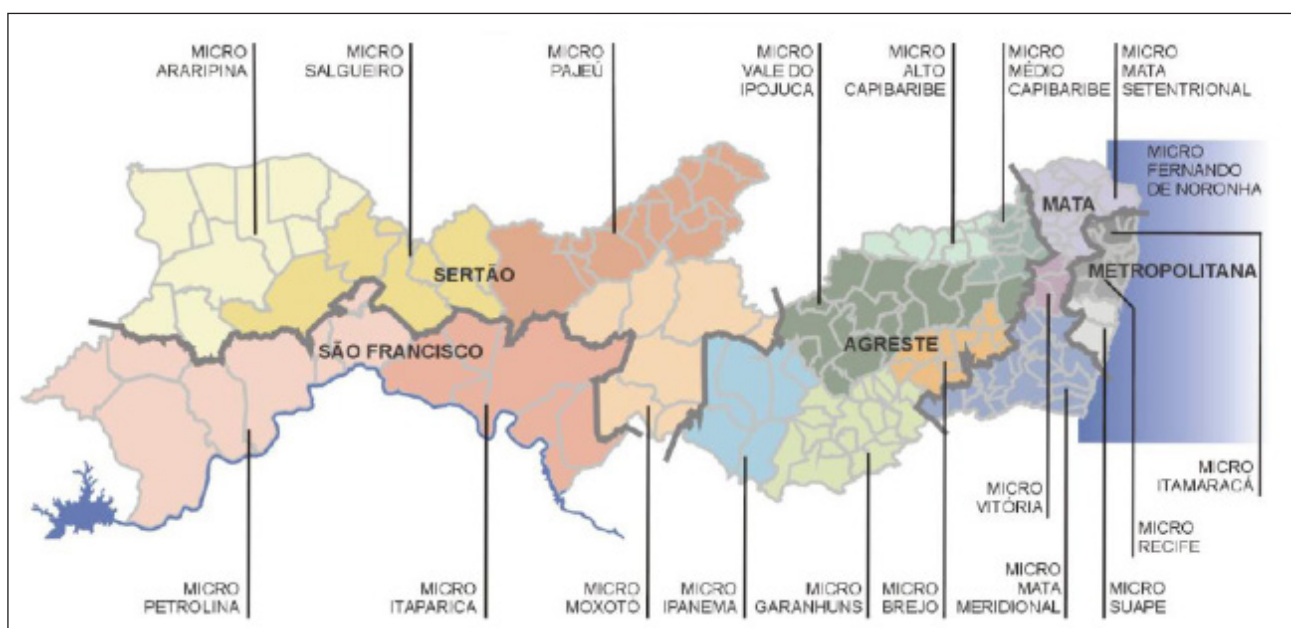 MICRO
ARARIPINA
MICRO
SALGUEIRO
MICRO
PAJEÚ
MICRO
VALE DO
IPOJUCA
MICRO
ALTO
CAPIBARIBE
MICRO
MÉDIO
CAPIBARIBE
MICRO
MATA
SETENTRIONAL
MICRO
FERNANDO
DE NORONHA
MATA
METROPOLITANA
SERTÃO
SÃO FRANCISCO
AGRESTE
MICRO
ITAMARACÁ
MICRO
VITÓRIA
MICRO
RECIFE
MICRO
PETROLINA
MICRO
ITAPARICA
MICRO
MOXOTÓ
MICRO
IPANEMA
MICRO
GARANHUNS
MICRO
BREJO
MICRO
MATA
MERIDIONAL
MICRO
SUAPE